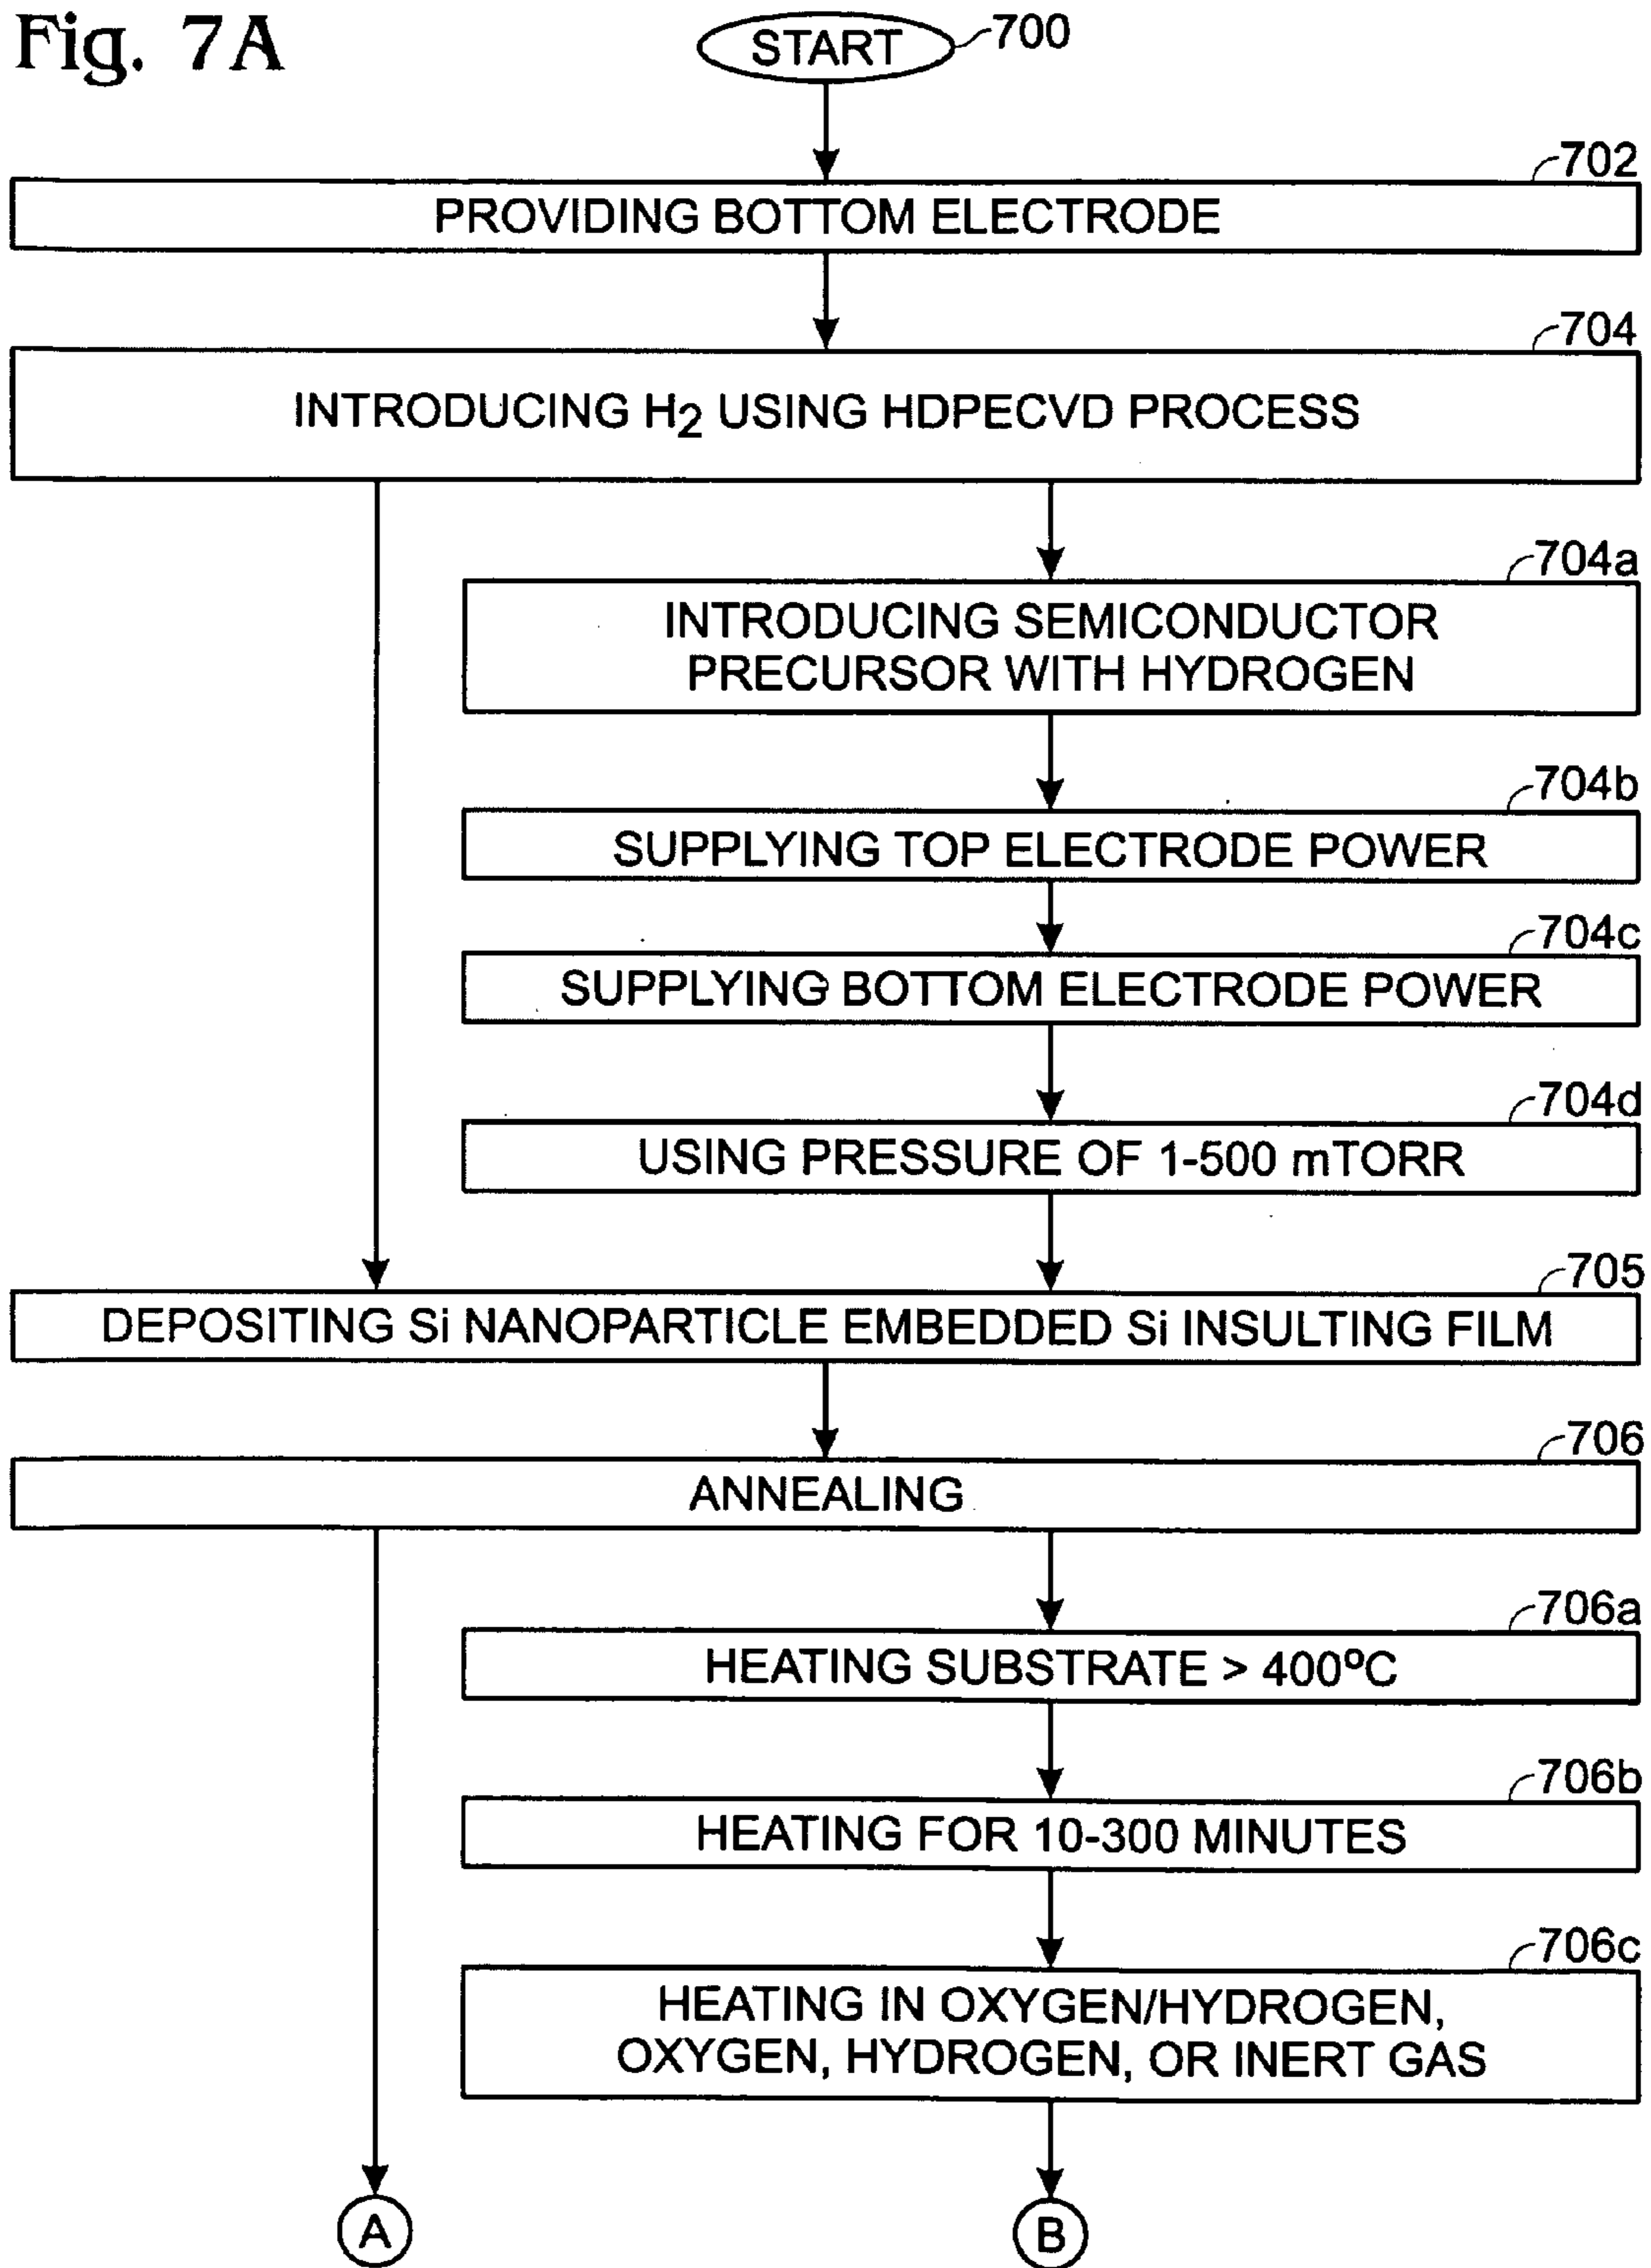 Fig. 7A
START
700
702
PROVIDING BOTTOM ELECTRODE
704
INTRODUCING H2 USING HDPECVD PROCESS
704a
INTRODUCING SEMICONDUCTOR
PRECURSOR WITH HYDROGEN
704b
SUPPLYING TOP ELECTRODE POWER
704c
SUPPLYING BOTTOM ELECTRODE POWER
704d
USING PRESSURE OF 1-500 mTORR
705
DEPOSITING Si NANOPARTICLE EMBEDDED Si INSULTING FILM
706
ANNEALING
706a
HEATING SUBSTRATE > 400ºC
706b
HEATING FOR 10-300 MINUTES
706c
HEATING IN OXYGEN/HYDROGEN,
OXYGEN, HYDROGEN, OR INERT GAS
A
B